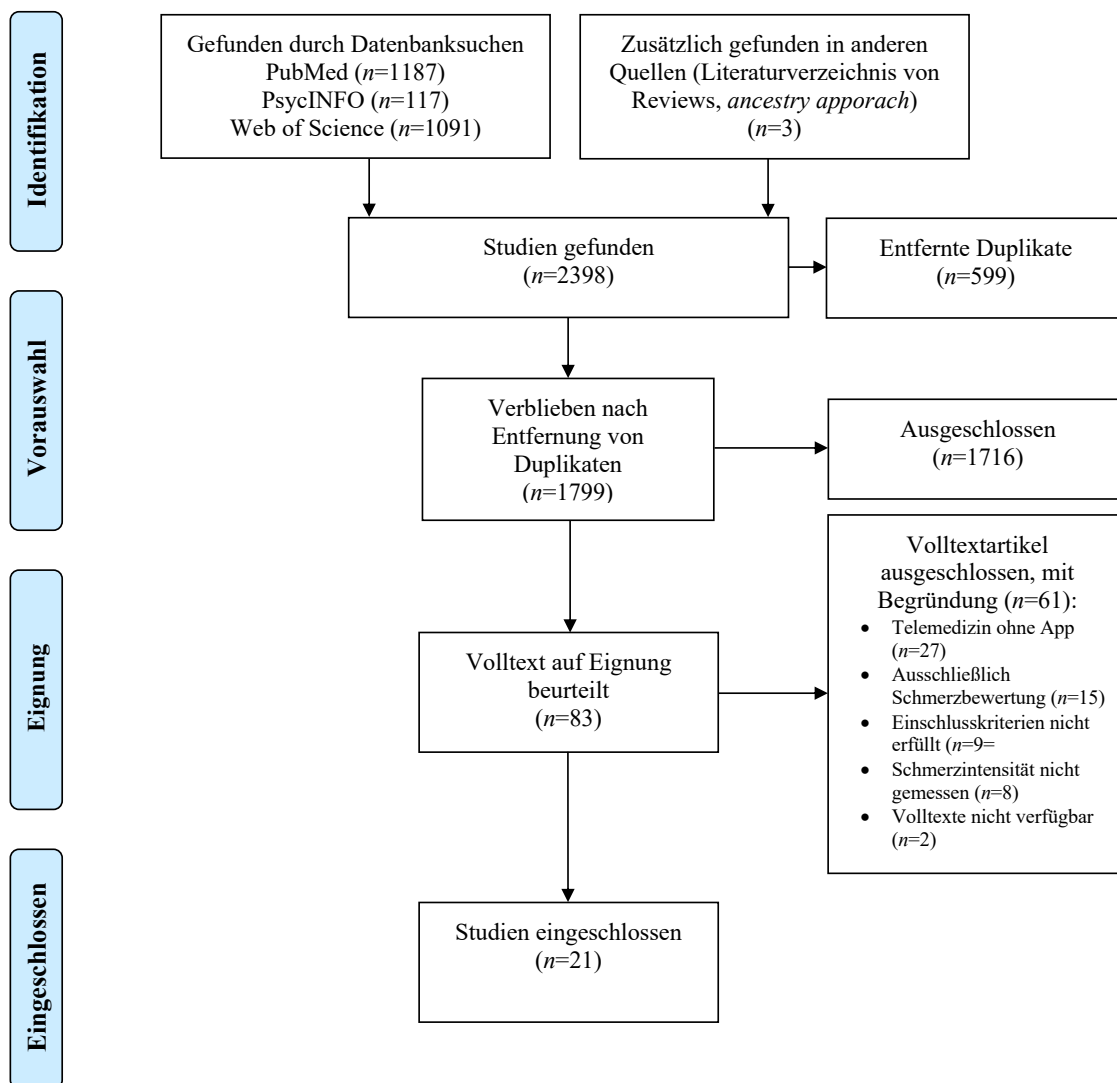 Identifikation
Gefunden durch Datenbanksuchen
PubMed (n=1187)
PsycINFO (n=117)
Web of Science (n=1091)
Zusätzlich gefunden in anderen
Quellen (Literaturverzeichnis von
Reviews, ancestry apporach)
(n=3)
Studien gefunden
(n=2398)
Entfernte Duplikate
(n=599)
Vorauswahl
Verblieben nach
Entfernung von
Duplikaten
(n=1799)
Ausgeschlossen
(n=1716)
Eignung
Volltext auf Eignung
beurteilt
(n=83)
Volltextartikel
ausgeschlossen, mit
Begründung (n=61):
• Telemedizin ohne App
(n=27)
• Ausschließlich
Schmerzbewertung (n=15)
• Einschlusskriterien nicht
erfüllt (n=9=
• Schmerzintensität nicht
gemessen (n=8)
• Volltexte nicht verfügbar
(n=2)
Eingeschlossen
Studien eingeschlossen
(n=21)